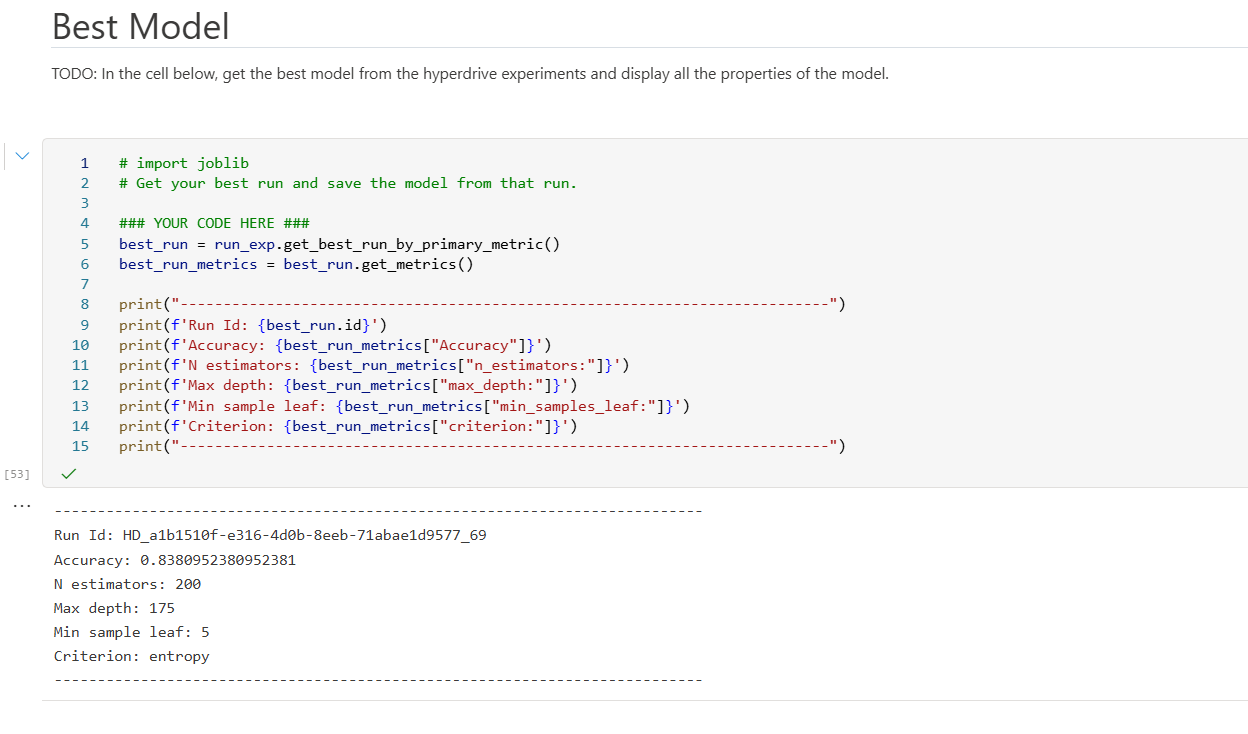 Best Model
TODO: In the cell below, get the best model from the hyperdrive experiments and display all the properties of the model.
1 # import joblib
2 # Get your best run and save the model from that run.
3
4 ### YOUR CODE HERE ###
5 best_run = run_exp.get_best_run_by_primary_metric()
6 best_run_metrics = best_run.get_metrics()
7
8 print("---------------------------------------------------------------------------")
9 print(f'Run Id: {best_run.id}')
10 print(f'Accuracy: {best_run_metrics["Accuracy"]}')
11 print(f'N estimators: {best_run_metrics["n_estimators:"]}')
12 print(f'Max depth: {best_run_metrics["max_depth:"]}')
13 print(f'Min sample leaf: {best_run_metrics["min_samples_leaf:"]}')
14 print(f'Criterion: {best_run_metrics["criterion:"]}')
15 print("---------------------------------------------------------------------------")
[53]
...
---------------------------------------------------------------------------
Run Id: HD_a1b1510f-e316-4d0b-8eeb-71abae1d9577_69
Accuracy: 0.8380952380952381
N estimators: 200
Max depth: 175
Min sample leaf: 5
Criterion: entropy
---------------------------------------------------------------------------